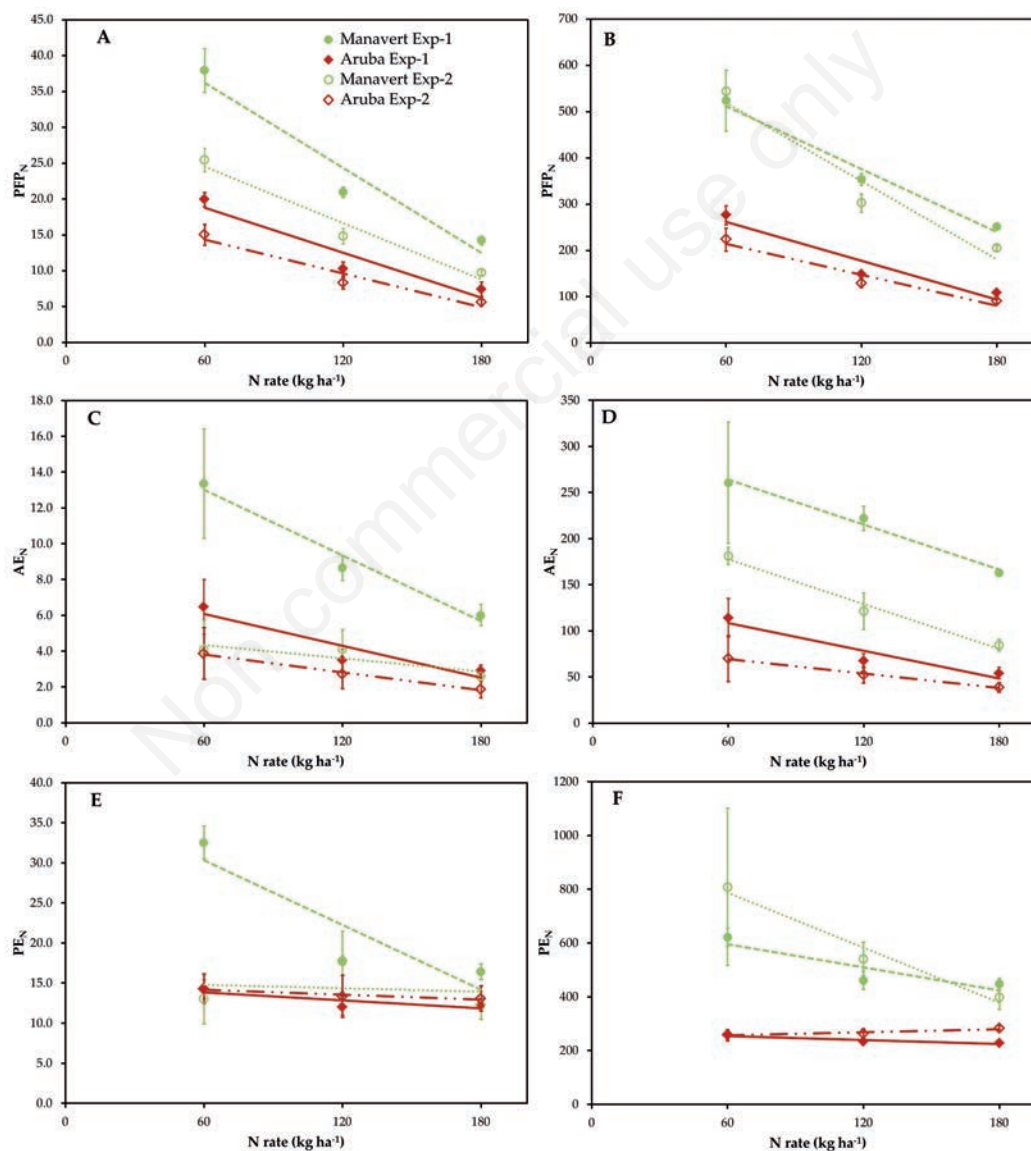 A
Manavert Exp-1
Aruba Exp-1
Manavert Exp-2
Aruba Exp-2
45.0
40.0
35.0
30.0
25.0
20.0
15.0
10.0
5.0
0.0
PFP_N
0 60 120 180
N rate (kg ha⁻¹)
B
700
600
500
400
300
200
100
0
PFP_N
0 60 120 180
N rate (kg ha⁻¹)
C
18.0
16.0
14.0
12.0
10.0
8.0
6.0
4.0
2.0
0.0
AE_N
0 60 120 180
N rate (kg ha⁻¹)
D
350
300
250
200
150
100
50
0
AE_N
0 60 120 180
N rate (kg ha⁻¹)
E
40.0
35.0
30.0
25.0
20.0
15.0
10.0
5.0
0.0
PE_N
0 60 120 180
N rate (kg ha⁻¹)
F
1200
1000
800
600
400
200
0
PE_N
0 60 120 180
N rate (kg ha⁻¹)
Non commercial use only